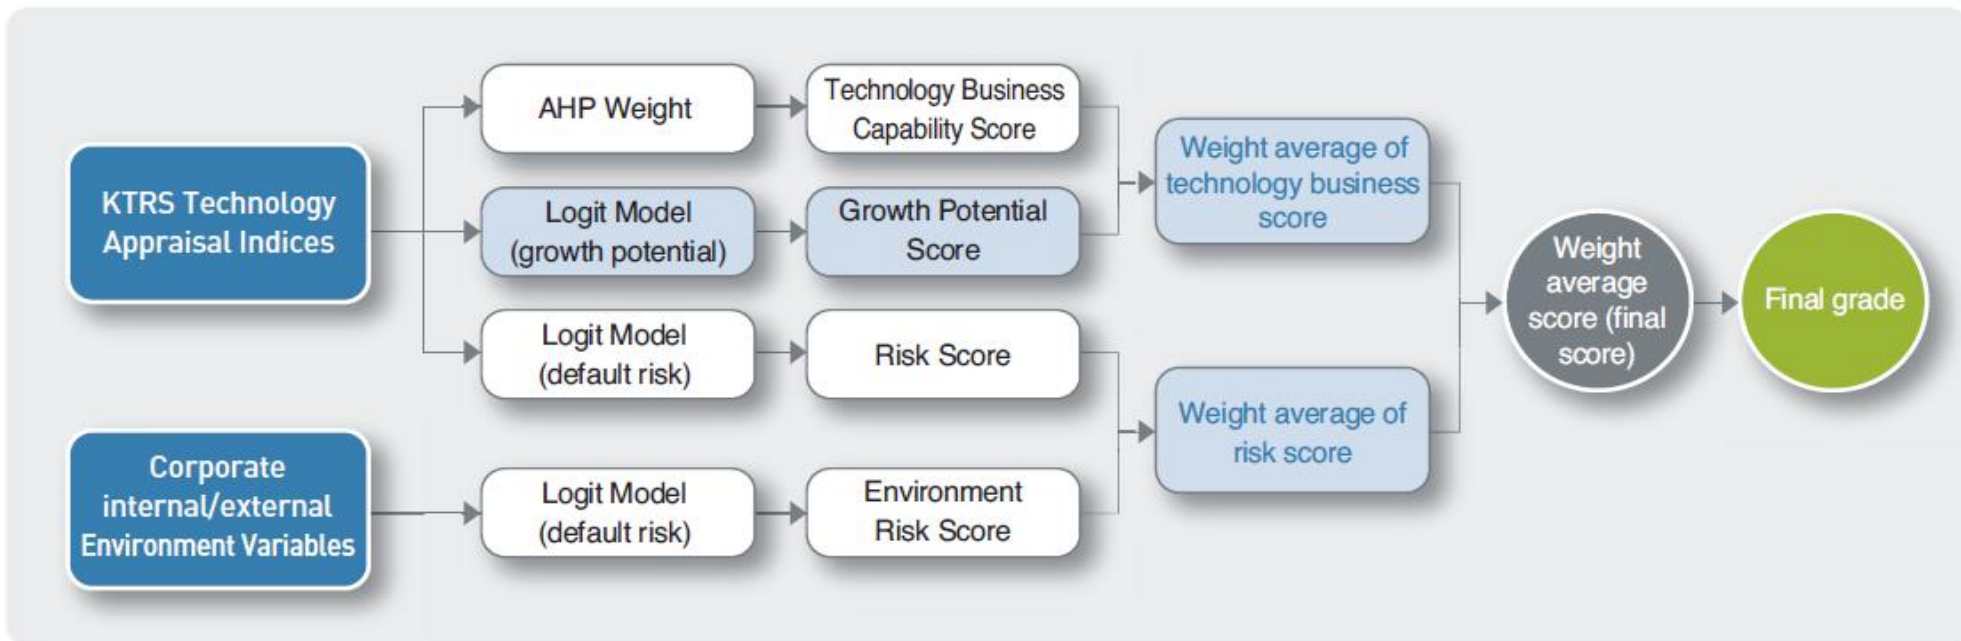 KTRS Technology
Appraisal Indices
Corporate
internal/external
Environment Variables
AHP Weight
Logit Model
(growth potential)
Logit Model
(default risk)
Logit Model
(default risk)
Technology Business
Capability Score
Growth Potential
Score
Risk Score
Environment
Risk Score
Weight average of
technology business
score
Weight average of
risk score
Weight
average
score (final
score)
Final grade